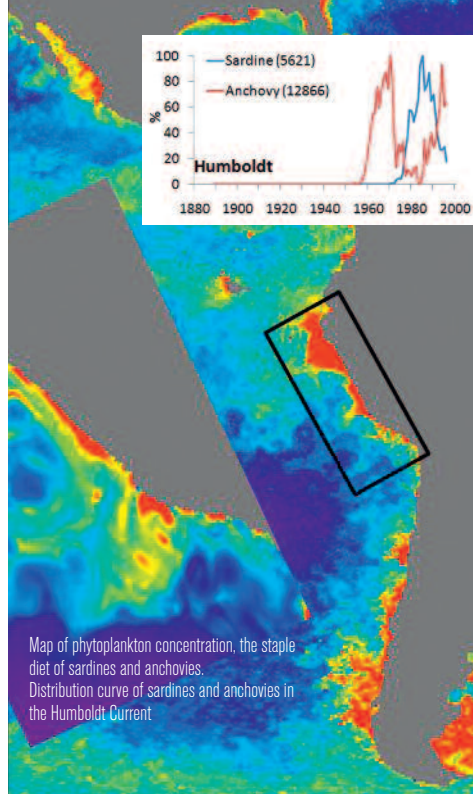 100
80
60
40
20
0
%
Sardine (5621)
Anchovy (12866)
Humboldt
1880 1900 1920 1940 1960 1980 2000
Map of phytoplankton concentration, the staple
diet of sardines and anchovies.
Distribution curve of sardines and anchovies in
the Humboldt Current